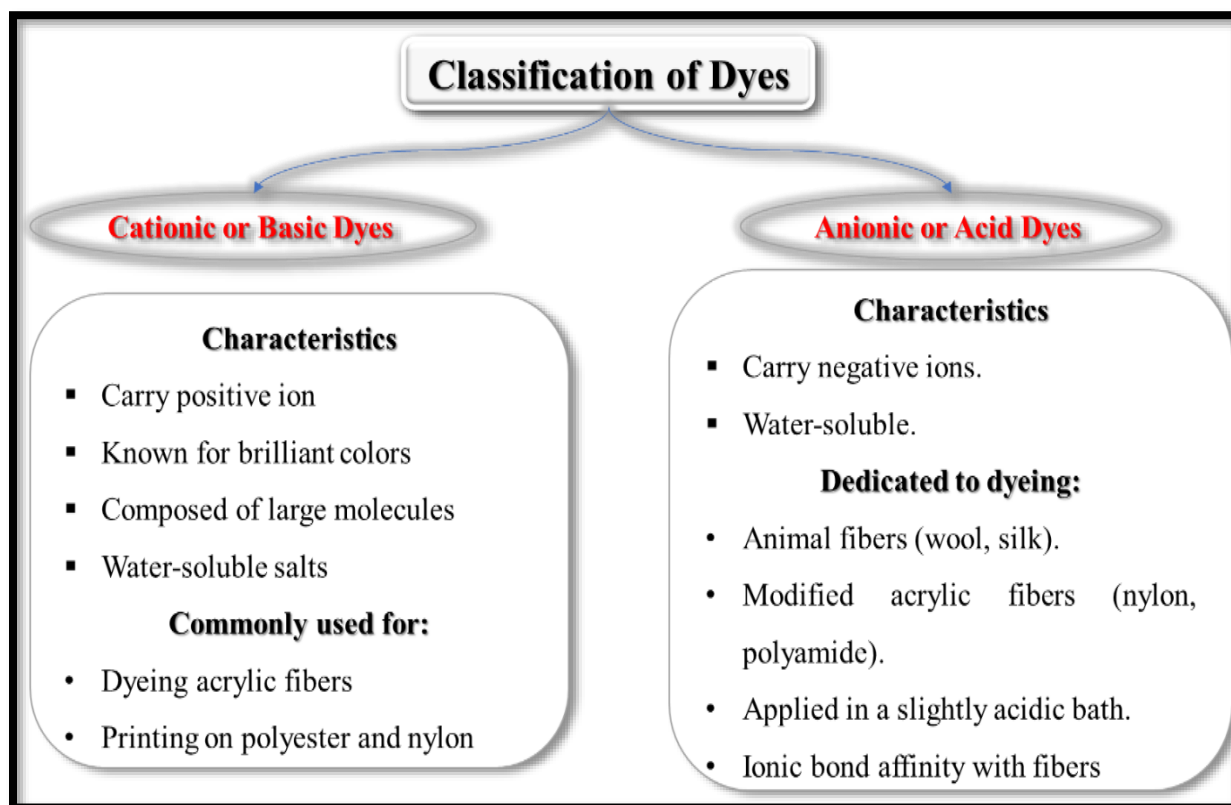 Classification of Dyes
Cationic or Basic Dyes
Characteristics
▪ Carry positive ion
▪ Known for brilliant colors
▪ Composed of large molecules
▪ Water-soluble salts
Commonly used for:
• Dyeing acrylic fibers
• Printing on polyester and nylon
Anionic or Acid Dyes
Characteristics
▪ Carry negative ions.
▪ Water-soluble.
Dedicated to dyeing:
• Animal fibers (wool, silk).
• Modified acrylic fibers (nylon,
polyamide).
• Applied in a slightly acidic bath.
• Ionic bond affinity with fibers